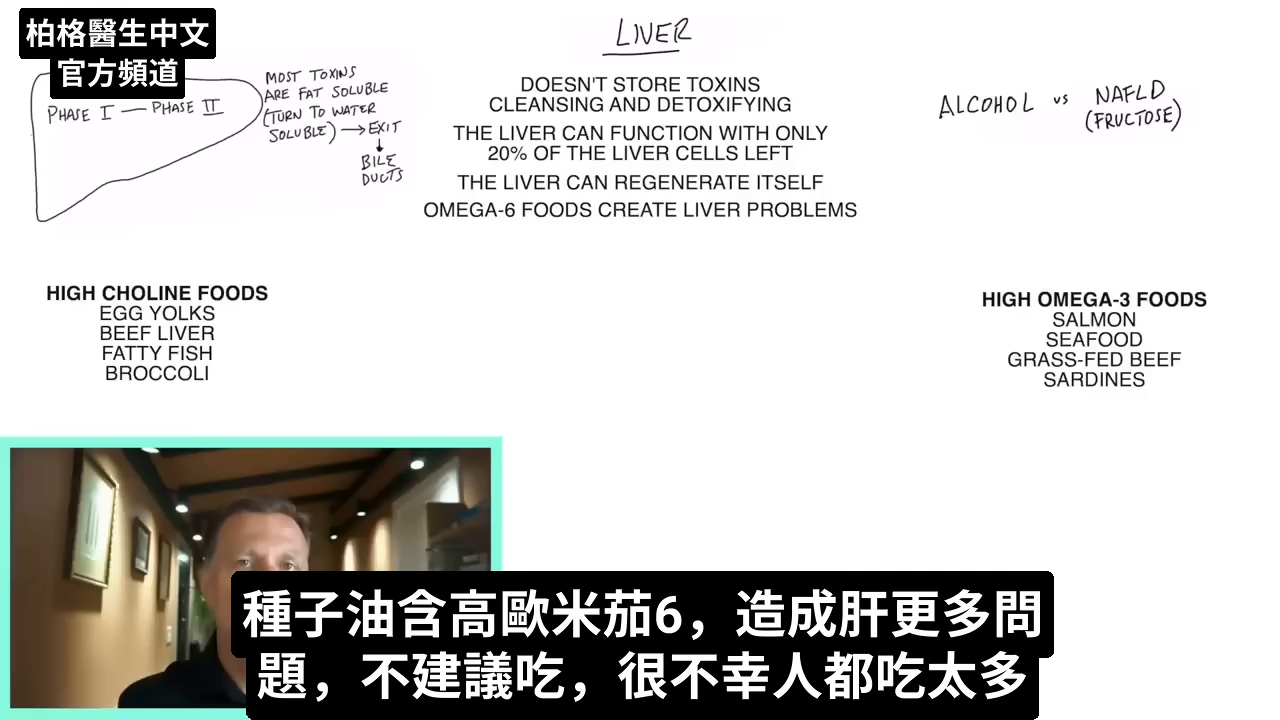 柏格醫生中文
官方頻道
LIVER
DOESN'T STORE TOXINS
CLEANSING AND DETOXIFYING
THE LIVER CAN FUNCTION WITH ONLY
20% OF THE LIVER CELLS LEFT
THE LIVER CAN REGENERATE ITSELF
OMEGA-6 FOODS CREATE LIVER PROBLEMS
PHASE I — PHASE II
MOST TOXINS
ARE FAT SOLUBLE
(TURN TO WATER
SOLUBLE) → EXIT
↓
BILE
DUCTS
ALCOHOL vs NAFLD
(FRUCTOSE)
HIGH CHOLINE FOODS
EGG YOLKS
BEEF LIVER
FATTY FISH
BROCCOLI
HIGH OMEGA-3 FOODS
SALMON
SEAFOOD
GRASS-FED BEEF
SARDINES
種子油含高歐米茄6，造成肝更多問
題，不建議吃，很不幸人都吃太多